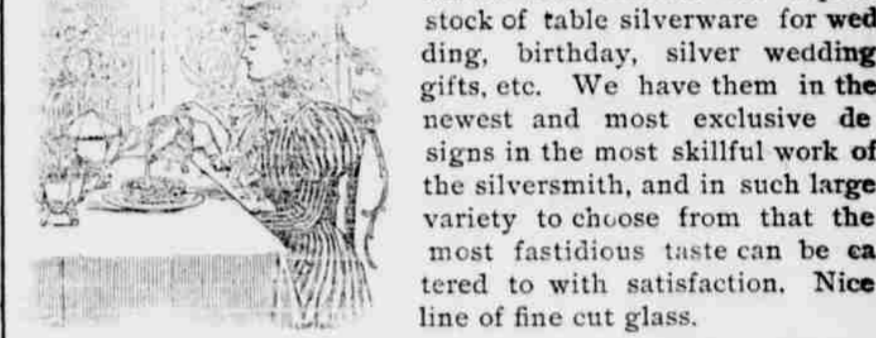 stock of table silverware for wed
ding, birthday, silver wedding
gifts, etc. We have them in the
newest and most exclusive de
signs in the most skillful work of
the silversmith, and in such large
variety to choose from that the
most fastidious taste can be ca
tered to with satisfaction. Nice
line of fine cut glass.